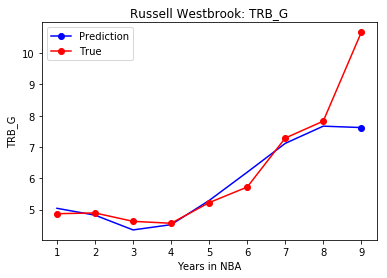 Russell Westbrook: TRB_G
Prediction
True
TRB_G
10
9
8
7
6
5
1 2 3 4 5 6 7 8 9
Years in NBA